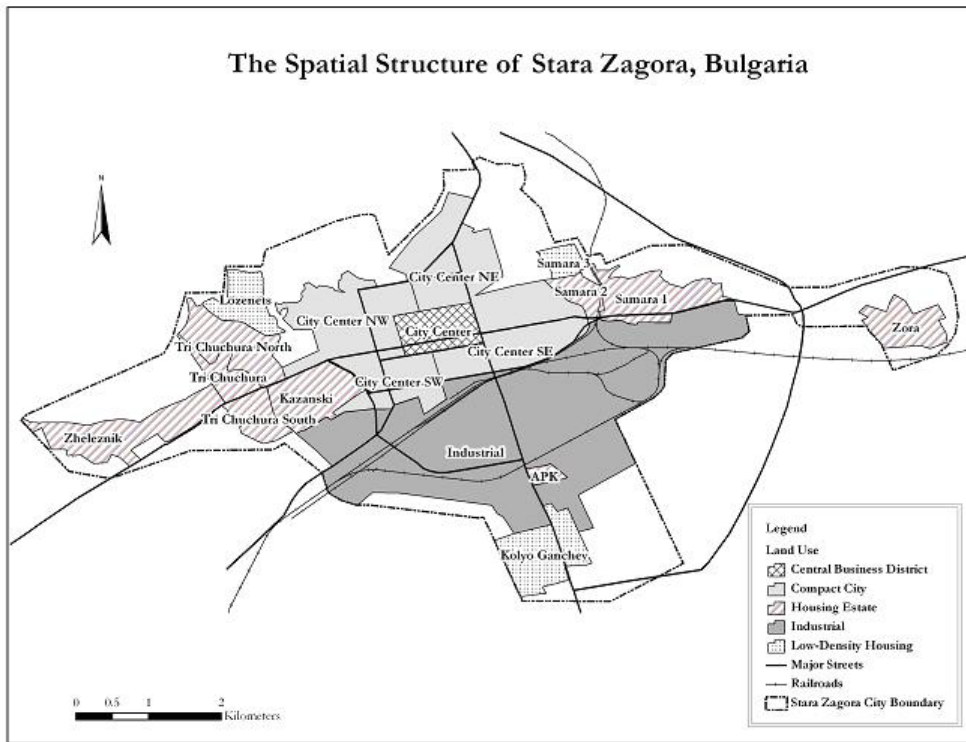 The Spatial Structure of Stara Zagora, Bulgaria
N
City Center NE
Samara 3
Samara 2
Samara 1
Lozenets
City Center NW
City Center
Zora
Tri Chuchura North
City Center SE
Tri Chuchura
City Center SW
Kazanski
Tri Chuchura South
Zheleznik
Industrial
APK
Kolyo Ganchev
Legend
Land Use
Central Business District
Compact City
Housing Estate
Industrial
Low-Density Housing
Major Streets
Railroads
Stara Zagora City Boundary
0 0.5 1 2
Kilometers